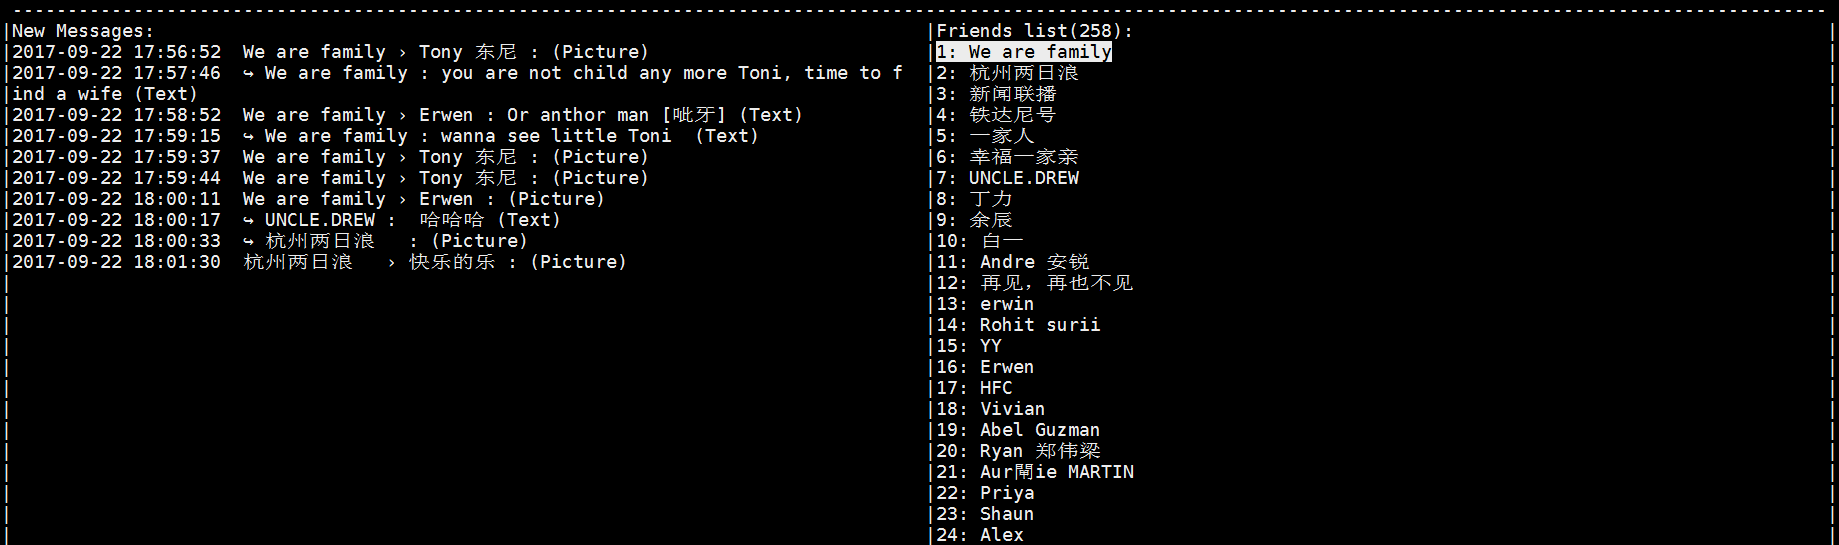 New Messages:
2017-09-22 17:56:52  We are family › Tony 东尼 : (Picture)
2017-09-22 17:57:46  ↪ We are family : you are not child any more Toni, time to f
ind a wife (Text)
2017-09-22 17:58:52  We are family › Erwen : Or anthor man [呲牙] (Text)
2017-09-22 17:59:15  ↪ We are family : wanna see little Toni  (Text)
2017-09-22 17:59:37  We are family › Tony 东尼 : (Picture)
2017-09-22 17:59:44  We are family › Tony 东尼 : (Picture)
2017-09-22 18:00:11  We are family › Erwen : (Picture)
2017-09-22 18:00:17  ↪ UNCLE.DREW :  哈哈哈 (Text)
2017-09-22 18:00:33  ↪ 杭州两日浪   : (Picture)
2017-09-22 18:01:30  杭州两日浪   › 快乐的乐 : (Picture)
Friends list(258):
1: We are family
2: 杭州两日浪
3: 新闻联播
4: 铁达尼号
5: 一家人
6: 幸福一家亲
7: UNCLE.DREW
8: 丁力
9: 余辰
10: 白一
11: Andre 安锐
12: 再见，再也不见
13: erwin
14: Rohit surii
15: YY
16: Erwen
17: HFC
18: Vivian
19: Abel Guzman
20: Ryan 郑伟梁
21: Aur閘ie MARTIN
22: Priya
23: Shaun
24: Alex